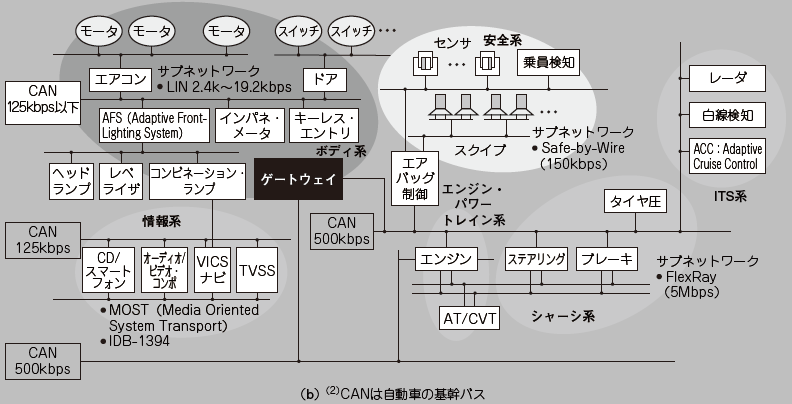 モータ
モータ
モータ
スイッチ
スイッチ…
エアコン
サブネットワーク
● LIN 2.4k～19.2kbps
ドア
CAN
125kbps以下
AFS（Adaptive Front-
Lighting System）
インパネ・
メータ
キーレス・
エントリ
ボディ系
ヘッド
ランプ
レベ
ライザ
コンビネーション・
ランプ
ゲートウェイ
センサ
安全系
…
乗員検知
…
スクイブ
サブネットワーク
● Safe-by-Wire
（150kbps）
エア
バッグ
制御
レーダ
白線検知
ACC：Adaptive
Cruise Control
ITS系
エンジン・
パワー
トレイン系
タイヤ圧
情報系
CAN
125kbps
CAN
500kbps
CD/
スマート
フォン
オーディオ/
ビデオ・
コンポ
VICS
ナビ
TVSS
エンジン
ステアリング
ブレーキ
サブネットワーク
● FlexRay
（5Mbps）
● MOST（Media Oriented
System Transport）
● IDB-1394
AT/CVT
シャーシ系
CAN
500kbps
（b）⁽²⁾CANは自動車の基幹バス